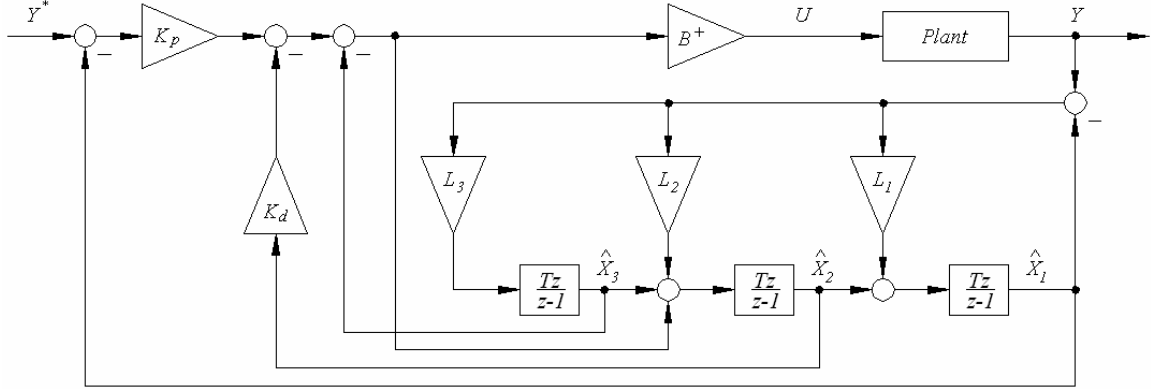 Y* U Y
− Kp − − B+ Plant
−
L3 L2 L1
Kd
Tz
z-1
X̂3
Tz
z-1
X̂2
Tz
z-1
X̂1